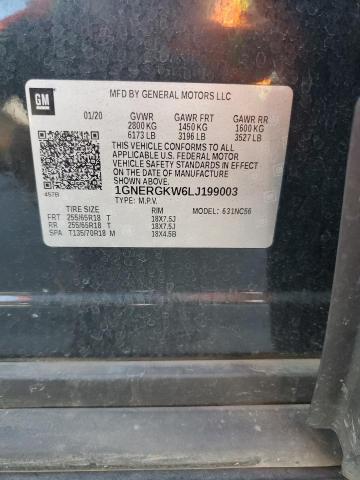 GM
MFD BY GENERAL MOTORS LLC
01/20 GVWR GAWR FRT GAWR RR
2800 KG 1450 KG 1600 KG
6173 LB 3196 LB 3527 LB
THIS VEHICLE CONFORMS TO ALL
APPLICABLE U.S. FEDERAL MOTOR
VEHICLE SAFETY STANDARDS IN EFFECT
ON THE DATE OF MANUFACTURE
SHOWN ABOVE.
1GNERGKW6LJ199003
457B
TYPE: M.P.V. MODEL: 631NC56
TIRE SIZE RIM
FRT 255/65R18 T 18X7.5J
RR 255/65R18 T 18X7.5J
SPA T135/70R18 M 18X4.5B